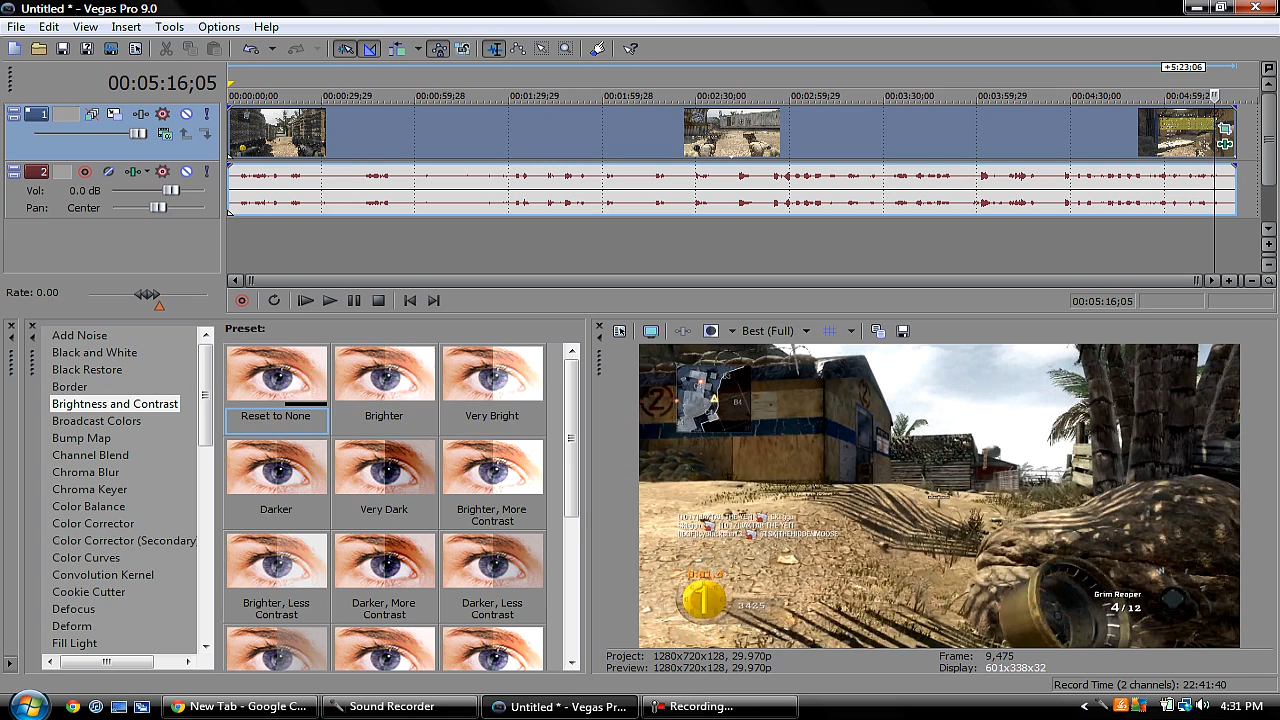 Untitled * - Vegas Pro 9.0
File Edit View Insert Tools Options Help
00:05:16;05
+5:23;06
00:00:00;00 00:00:29;29 00:00:59;28 00:01:29;29 00:01:59;28 00:02:30;00 00:02:59;29 00:03:30;00 00:03:59;29 00:04:30;00 00:04:59;2
1
2
Vol: 0.0 dB
Pan: Center
Rate: 0.00
00:05:16;05
Add Noise
Black and White
Black Restore
Border
Brightness and Contrast
Broadcast Colors
Bump Map
Channel Blend
Chroma Blur
Chroma Keyer
Color Balance
Color Corrector
Color Corrector (Secondary
Color Curves
Convolution Kernel
Cookie Cutter
Defocus
Deform
Fill Light
Preset:
Reset to None Brighter Very Bright
Darker Very Dark Brighter, More
Contrast
Brighter, Less
Contrast
Darker, More
Contrast
Darker, Less
Contrast
Best (Full)
2
2
B4
1
3425
Grim Reaper
4/12
Project: 1280x720x128, 29.970p
Preview: 1280x720x128, 29.970p
Frame: 9,475
Display: 601x338x32
Record Time (2 channels): 22:41:40
New Tab - Google C...
Sound Recorder
Untitled * - Vegas Pr...
Recording...
4:31 PM